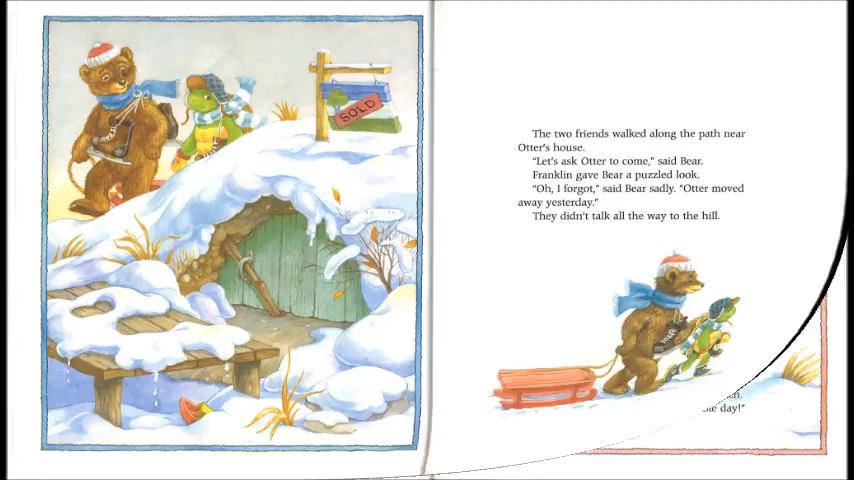 SOLD
The two friends walked along the path near
Otter's house.
"Let's ask Otter to come," said Bear.
Franklin gave Bear a puzzled look.
"Oh, I forgot," said Bear sadly. "Otter moved
away yesterday."
They didn't talk all the way to the hill.
day!"